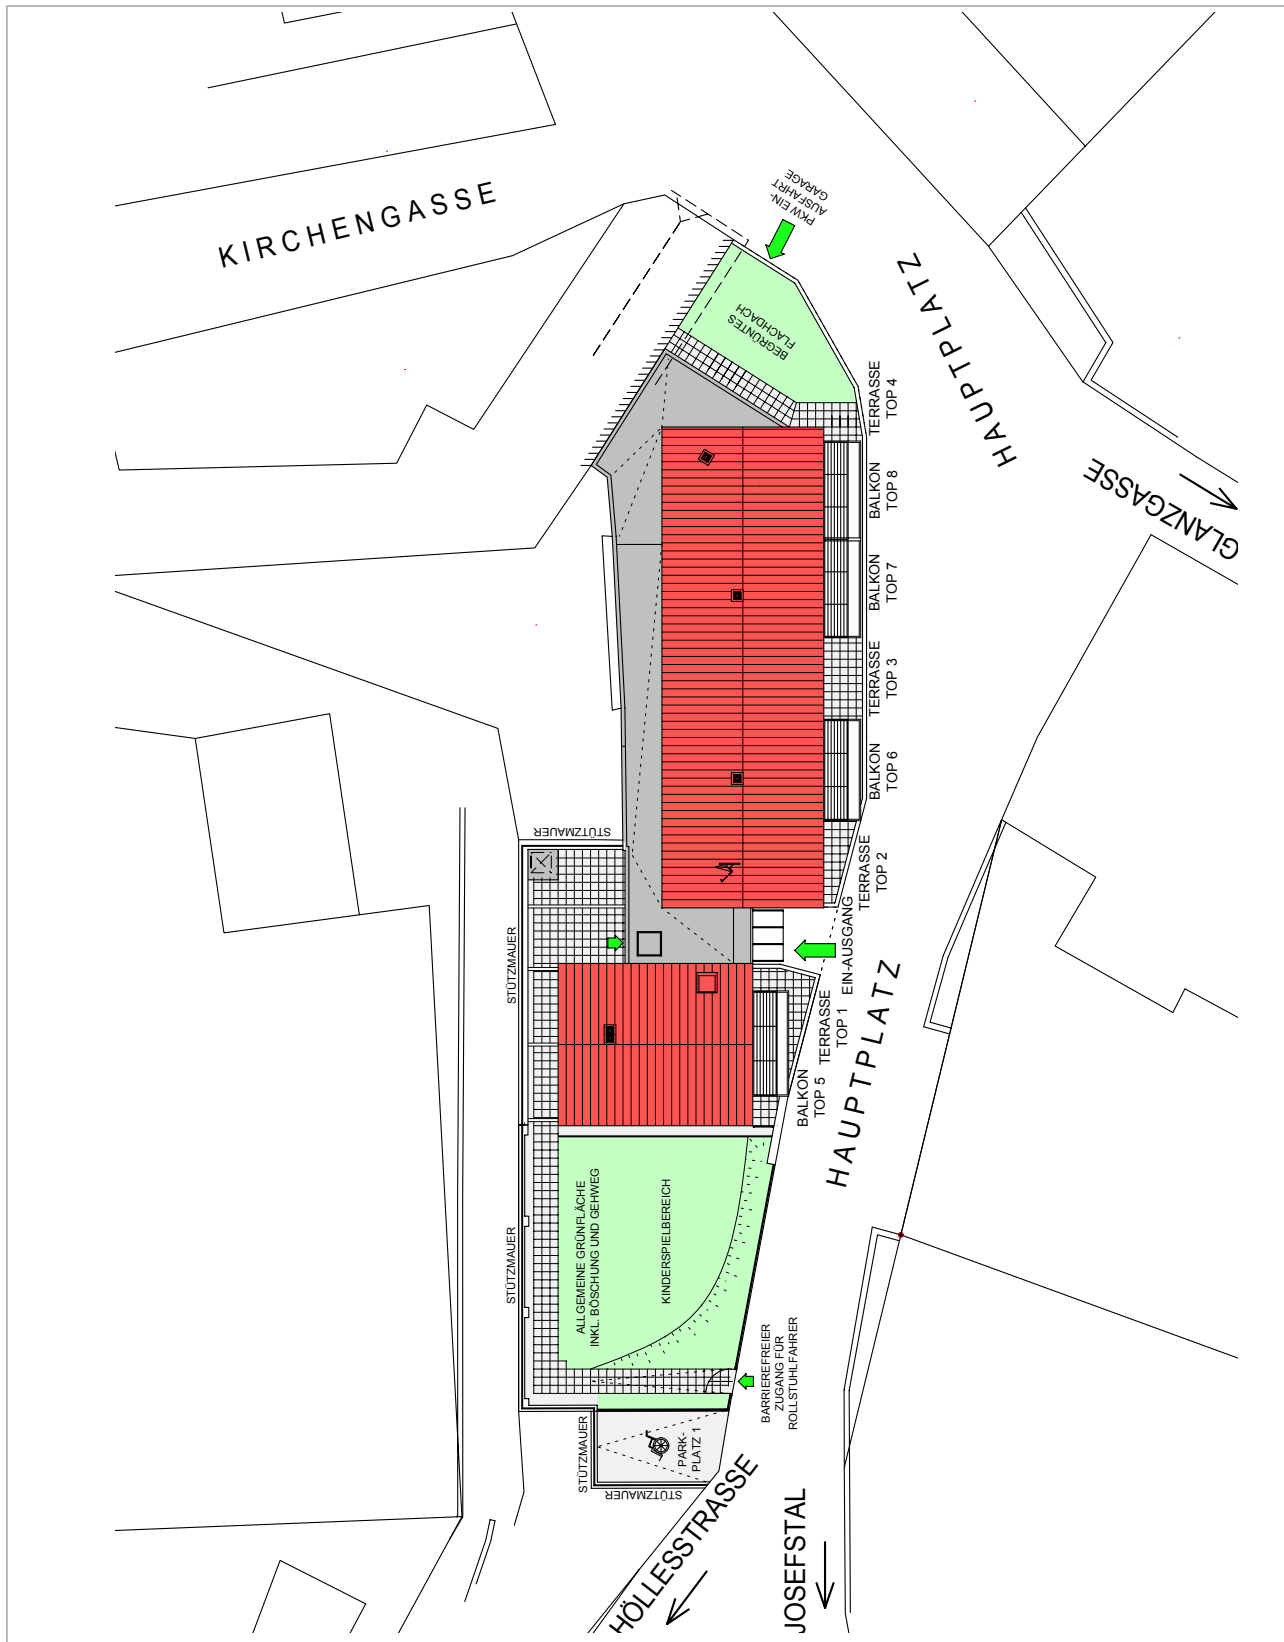 KIRCHENGASSE
PKW EIN-
AUSFAHRT
GARAGE
BEGRÜNTES
FLACHDACH
HAUPTPLATZ
GLANZGASSE
TERRASSE
TOP 4
BALKON
TOP 8
BALKON
TOP 7
TERRASSE
TOP 3
BALKON
TOP 6
TERRASSE
TOP 2
EIN-AUSGANG
TERRASSE
TOP 1
BALKON
TOP 5
HAUPTPLATZ
STÜTZMAUER
STÜTZMAUER
STÜTZMAUER
ALLGEMEINE GRÜNFLÄCHE
INKL. BÖSCHUNG UND GEHWEG
KINDERSPIELBEREICH
BARRIEREFREIER
ZUGANG FÜR
ROLLSTUHLFAHRER
STÜTZMAUER
PARK-
PLATZ 1
STÜTZMAUER
HÖLLESSTRASSE
JOSEFSTAL